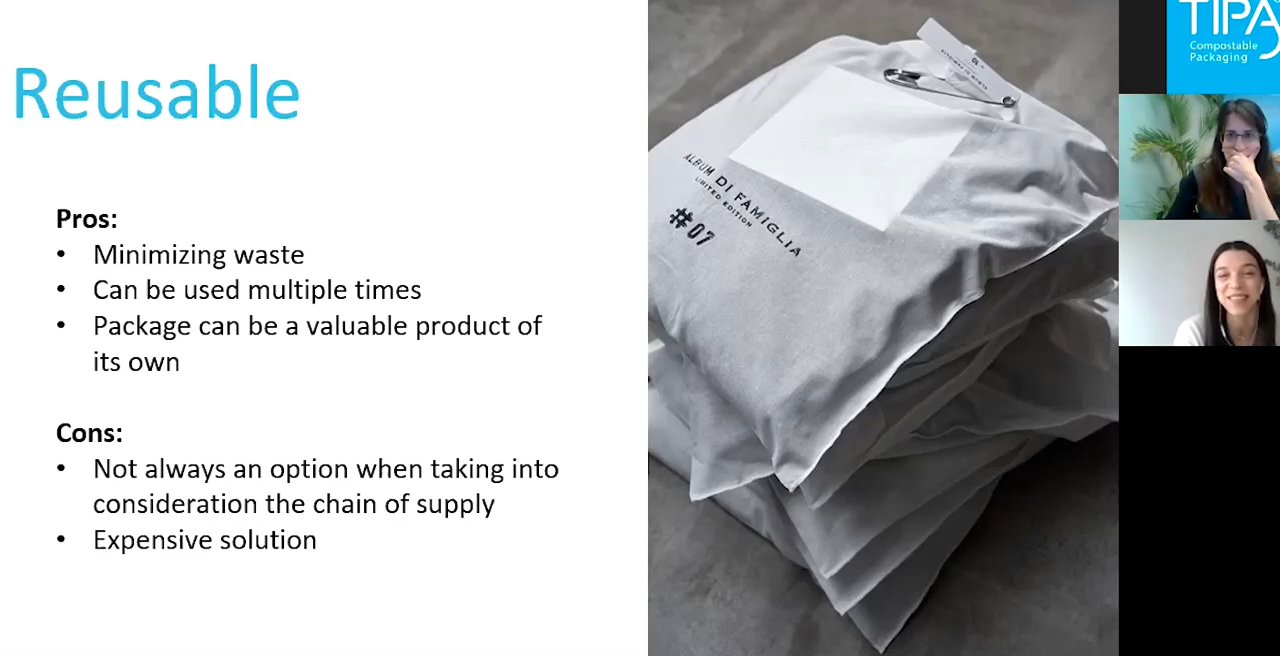 Reusable
Pros:
• Minimizing waste
• Can be used multiple times
• Package can be a valuable product of
its own
Cons:
• Not always an option when taking into
consideration the chain of supply
• Expensive solution
ALBUM DI FAMIGLIA
LIMITED EDITION
#07
TIPA
Compostable
Packaging